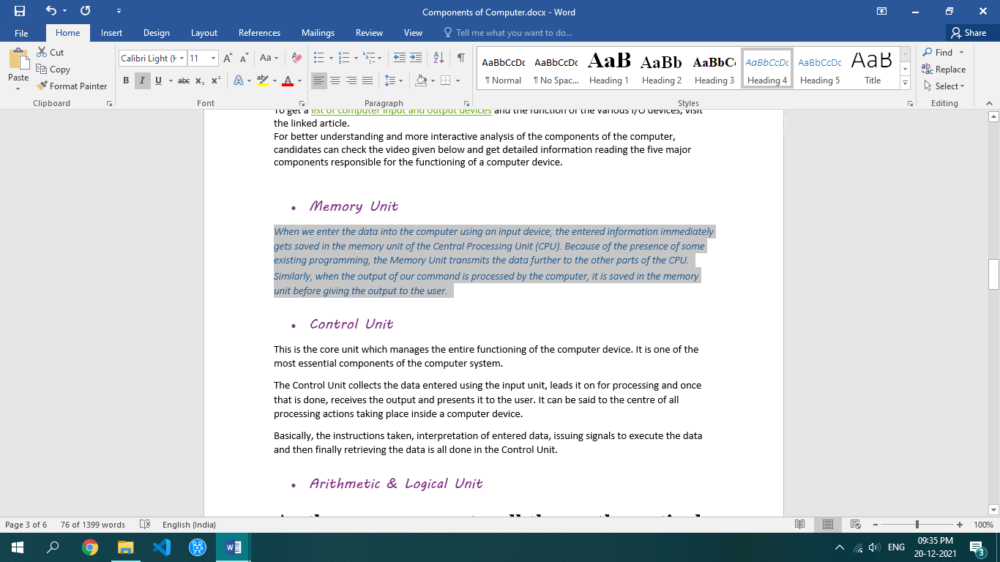 Components of Computer.docx - Word
File Home Insert Design Layout References Mailings Review View Tell me what you want to do... Share
Paste
Cut
Copy
Format Painter
Clipboard
Calibri Light (H 11
Font
Paragraph
AaBbCcDc AaBbCcDc AaB AaBb AaBbCc AaBbCcDc AaBbCcDc AaB
¶ Normal ¶ No Spac... Heading 1 Heading 2 Heading 3 Heading 4 Heading 5 Title
Styles
Find
Replace
Select
Editing
To get a list of computer input and output devices and the function of the various I/O devices, visit
the linked article.
For better understanding and more interactive analysis of the components of the computer,
candidates can check the video given below and get detailed information reading the five major
components responsible for the functioning of a computer device.
• Memory Unit
When we enter the data into the computer using an input device, the entered information immediately
gets saved in the memory unit of the Central Processing Unit (CPU). Because of the presence of some
existing programming, the Memory Unit transmits the data further to the other parts of the CPU.
Similarly, when the output of our command is processed by the computer, it is saved in the memory
unit before giving the output to the user.
• Control Unit
This is the core unit which manages the entire functioning of the computer device. It is one of the
most essential components of the computer system.
The Control Unit collects the data entered using the input unit, leads it on for processing and once
that is done, receives the output and presents it to the user. It can be said to the centre of all
processing actions taking place inside a computer device.
Basically, the instructions taken, interpretation of entered data, issuing signals to execute the data
and then finally retrieving the data is all done in the Control Unit.
• Arithmetic & Logical Unit
Page 3 of 6 76 of 1399 words English (India) 100%
ENG
09:35 PM
20-12-2021
3